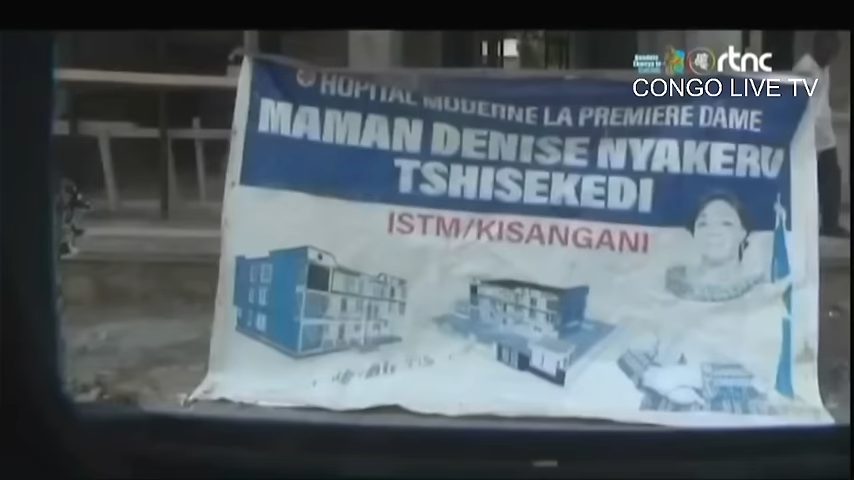 rtnc
CONGO LIVE TV
HOPITAL MODERNE LA PREMIERE DAME
MAMAN DENISE NYAKERU
TSHISEKEDI
ISTM/KISANGANI